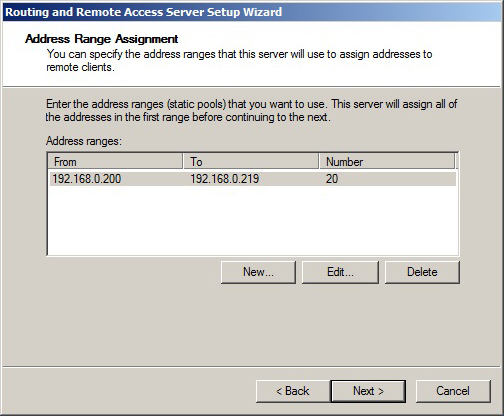 Routing and Remote Access Server Setup Wizard
Address Range Assignment
You can specify the address ranges that this server will use to assign addresses to
remote clients.
Enter the address ranges (static pools) that you want to use. This server will assign all of
the addresses in the first range before continuing to the next.
Address ranges:
From To Number
192.168.0.200 192.168.0.219 20
New... Edit... Delete
< Back Next > Cancel